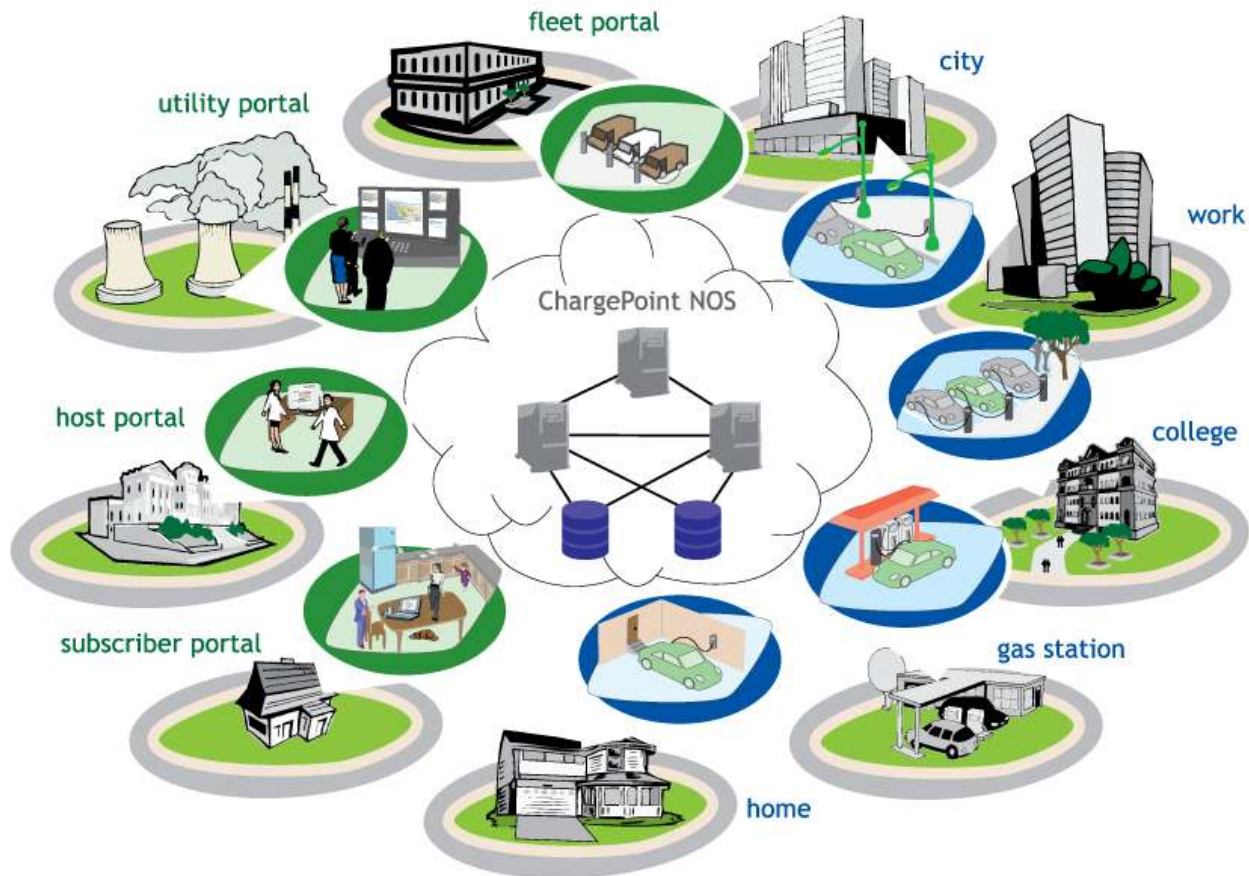 fleet portal
city
utility portal
work
ChargePoint NOS
host portal
college
subscriber portal
gas station
home